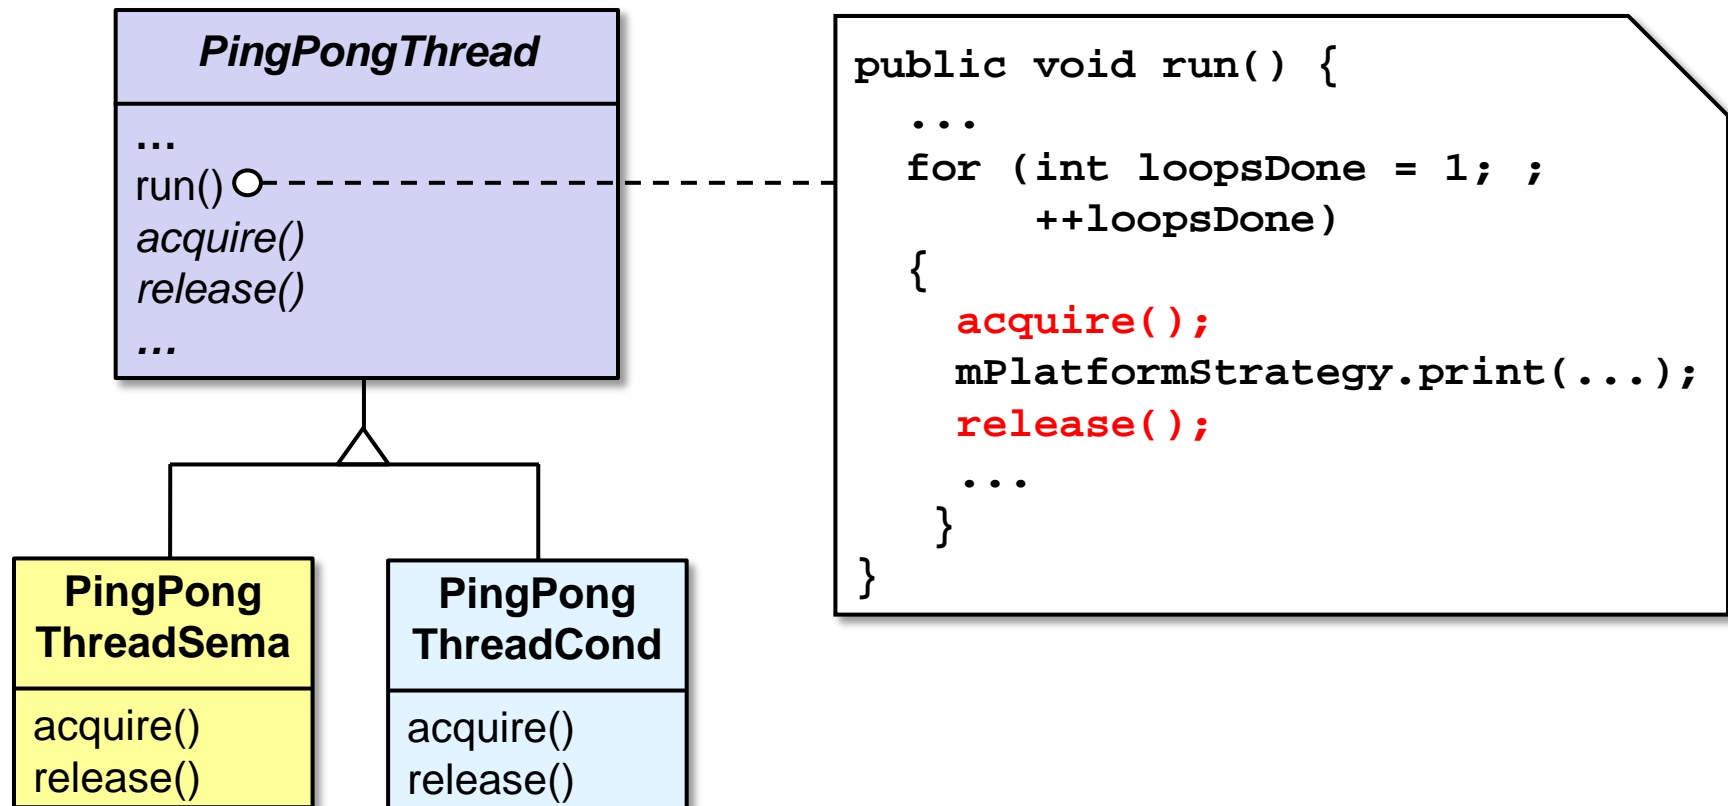 PingPongThread
...
run()
acquire()
release()
...
PingPong
ThreadSema
acquire()
release()
PingPong
ThreadCond
acquire()
release()
public void run() {
...
for (int loopsDone = 1; ;
++loopsDone)
{
acquire();
mPlatformStrategy.print(...);
release();
...
}
}